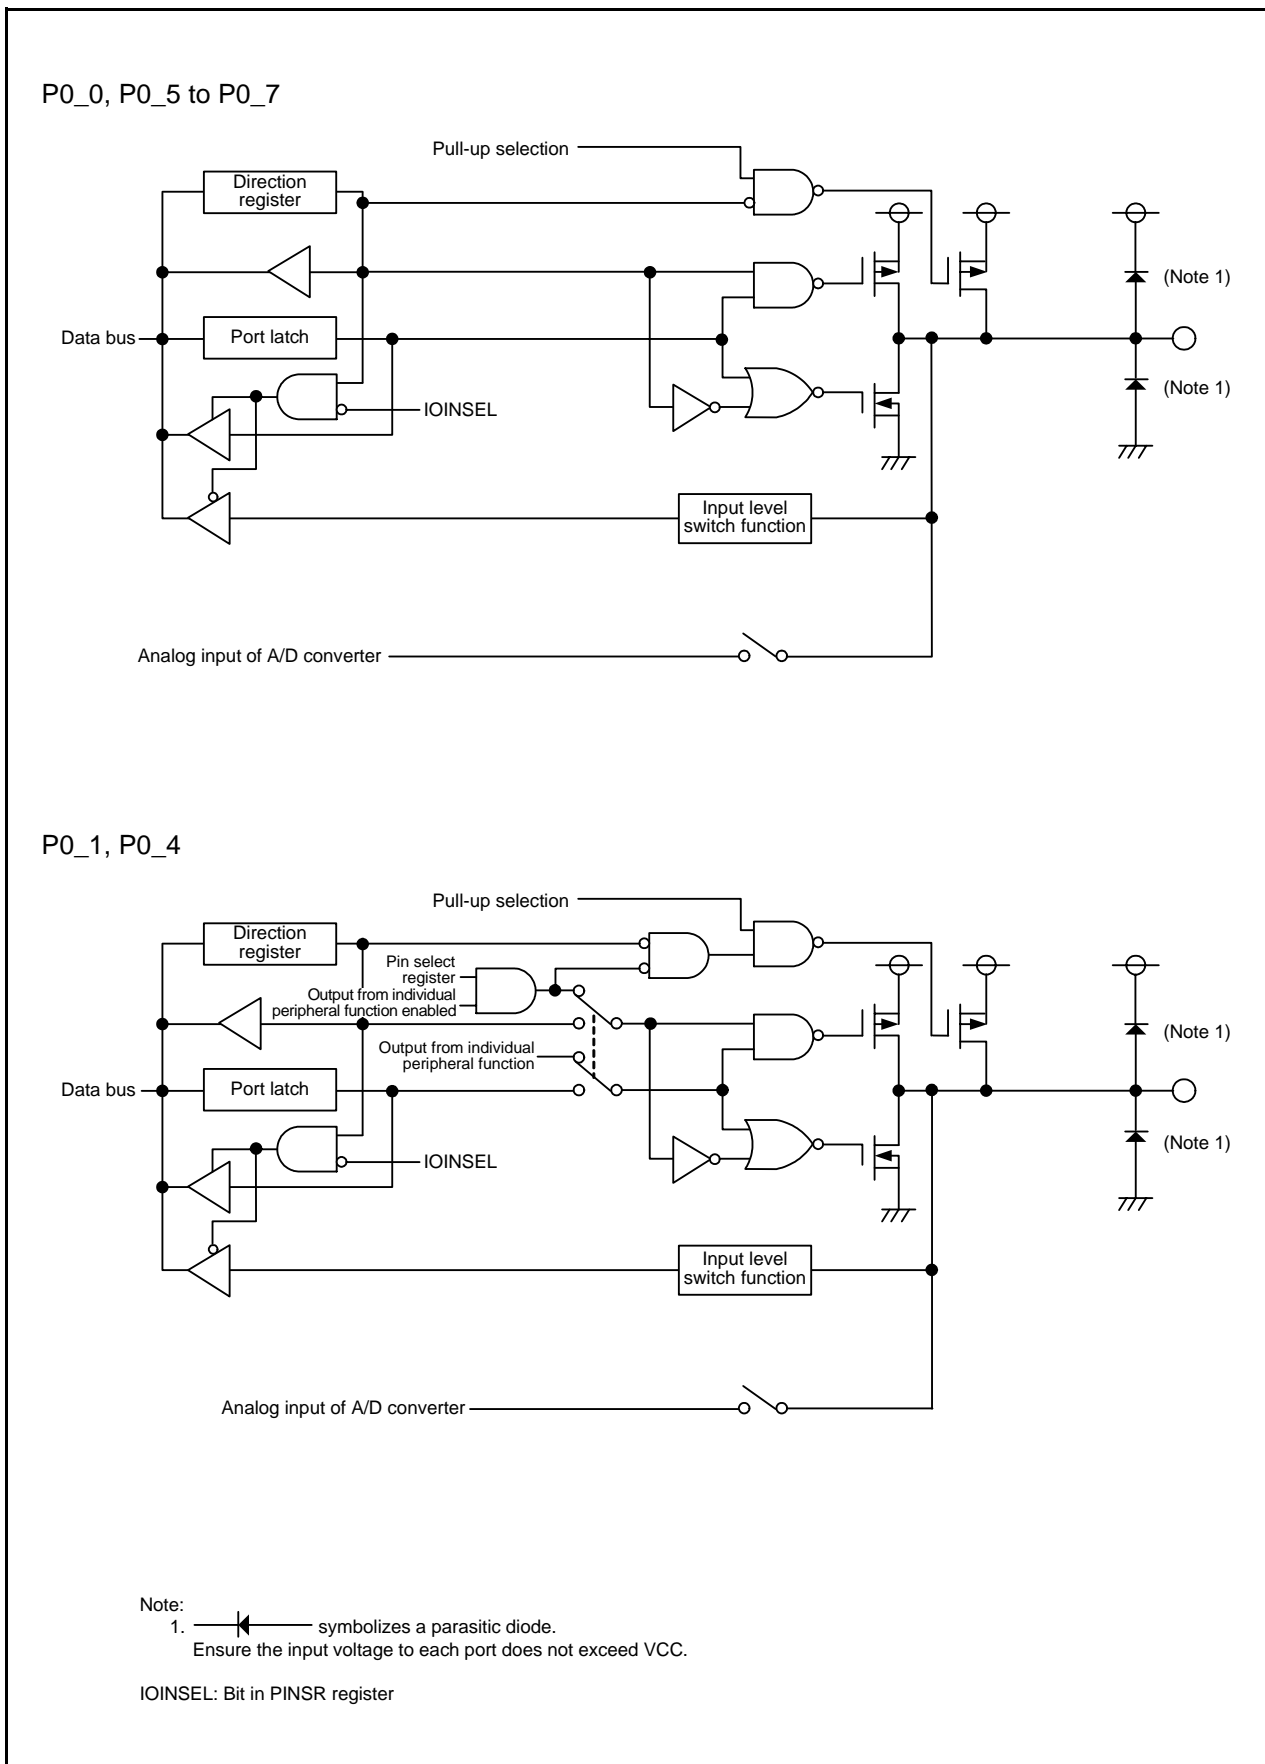 P0_0, P0_5 to P0_7
Pull-up selection
Direction
register
(Note 1)
Data bus
Port latch
(Note 1)
IOINSEL
Input level
switch function
Analog input of A/D converter
P0_1, P0_4
Pull-up selection
Direction
register
Pin select
register
Output from individual
peripheral function enabled
(Note 1)
Output from individual
peripheral function
Data bus
Port latch
(Note 1)
IOINSEL
Input level
switch function
Analog input of A/D converter
Note:
1. symbolizes a parasitic diode.
Ensure the input voltage to each port does not exceed VCC.
IOINSEL: Bit in PINSR register